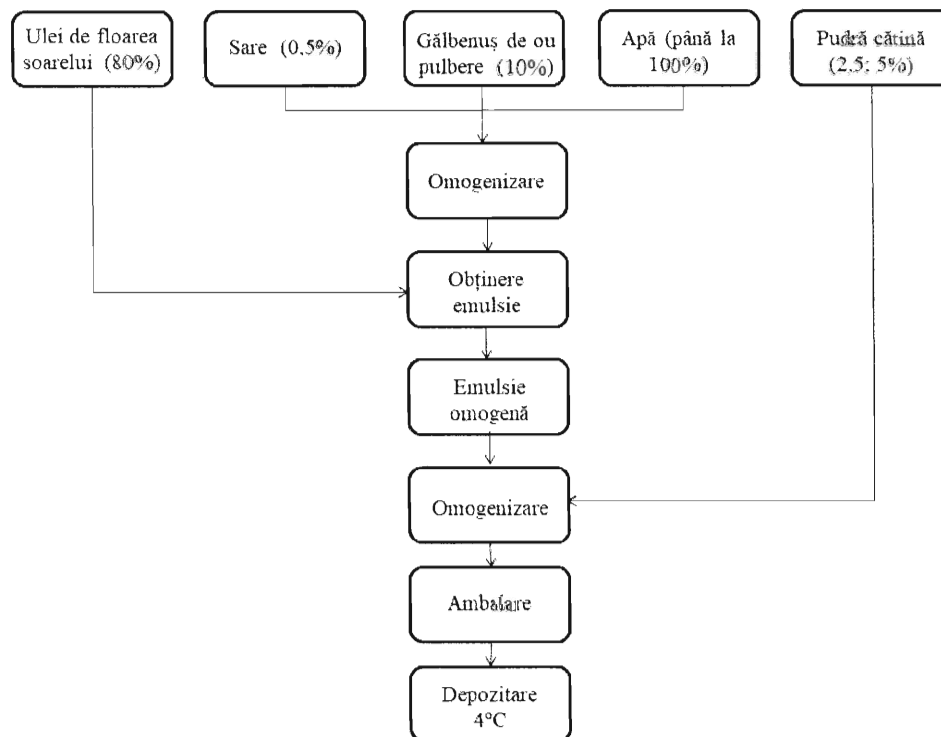 Ulei de floarea
soarelui (80%)
Sare (0,5%)
Gălbenuș de ou
pulbere (10%)
Apă (până la
100%)
Pudră cătină
(2,5; 5%)
Omogenizare
Obținere
emulsie
Emulsie
omogenă
Omogenizare
Ambalare
Depozitare
4°C